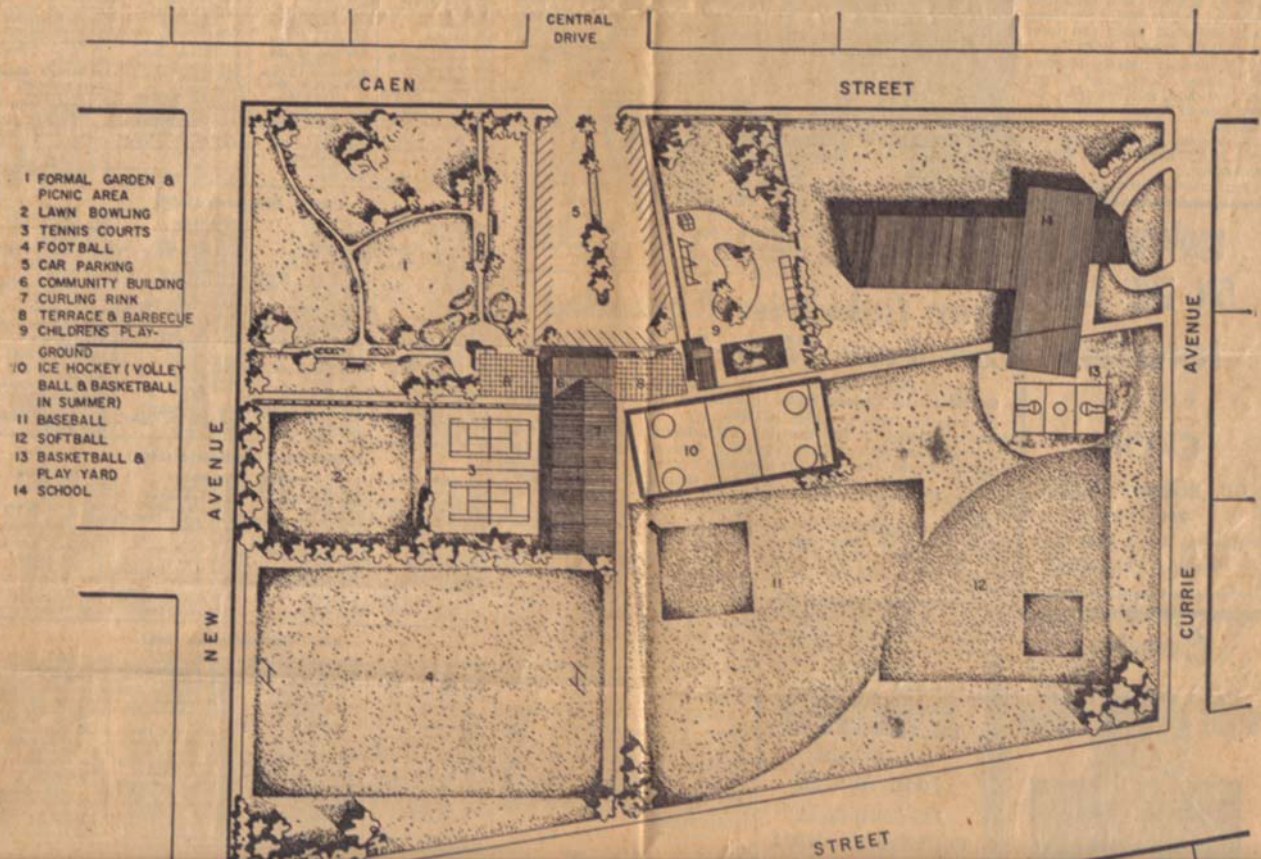 CENTRAL
DRIVE
CAEN
STREET
1 FORMAL GARDEN &
PICNIC AREA
2 LAWN BOWLING
3 TENNIS COURTS
4 FOOTBALL
5 CAR PARKING
6 COMMUNITY BUILDING
7 CURLING RINK
8 TERRACE & BARBECUE
9 CHILDRENS PLAY-
GROUND
10 ICE HOCKEY (VOLLEY
BALL & BASKETBALL
IN SUMMER)
11 BASEBALL
12 SOFTBALL
13 BASKETBALL &
PLAY YARD
14 SCHOOL
NEW AVENUE
CURRIE AVENUE
1
5
14
9
8
6
8
7
13
2
3
10
11
12
4
STREET